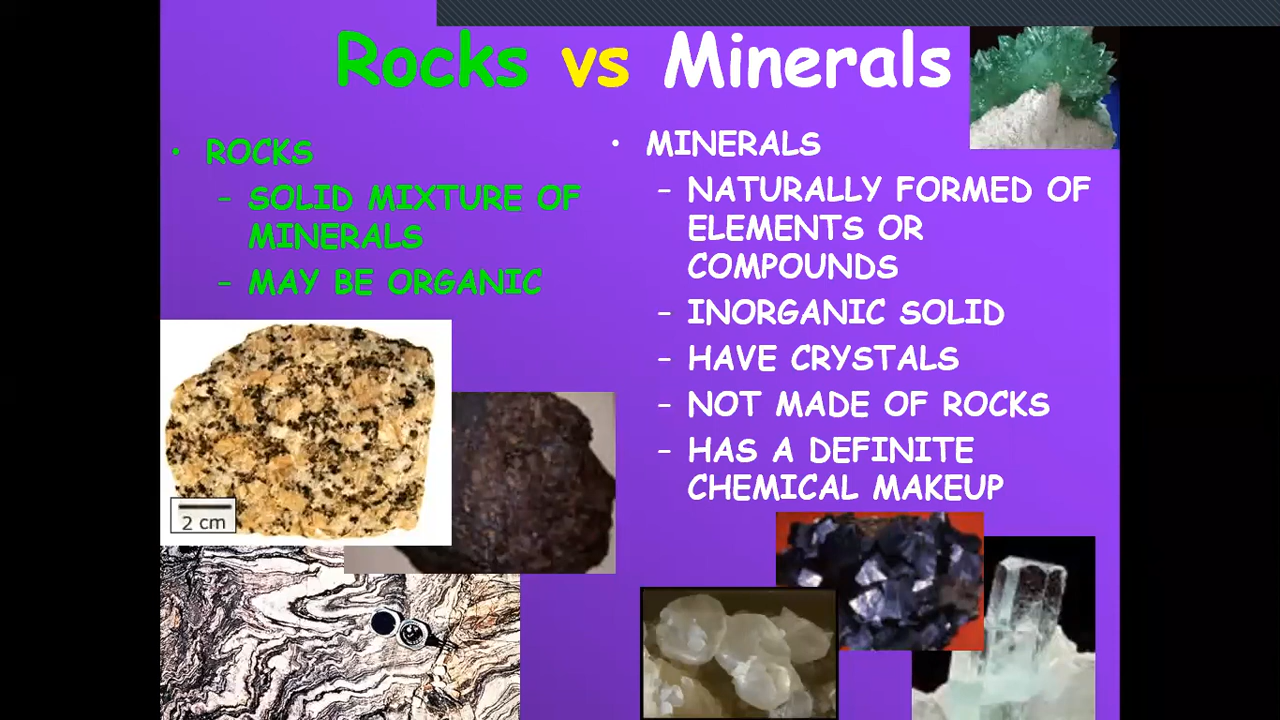 Rocks vs Minerals
• ROCKS
– SOLID MIXTURE OF
MINERALS
– MAY BE ORGANIC
• MINERALS
– NATURALLY FORMED OF
ELEMENTS OR
COMPOUNDS
– INORGANIC SOLID
– HAVE CRYSTALS
– NOT MADE OF ROCKS
– HAS A DEFINITE
CHEMICAL MAKEUP
2 cm